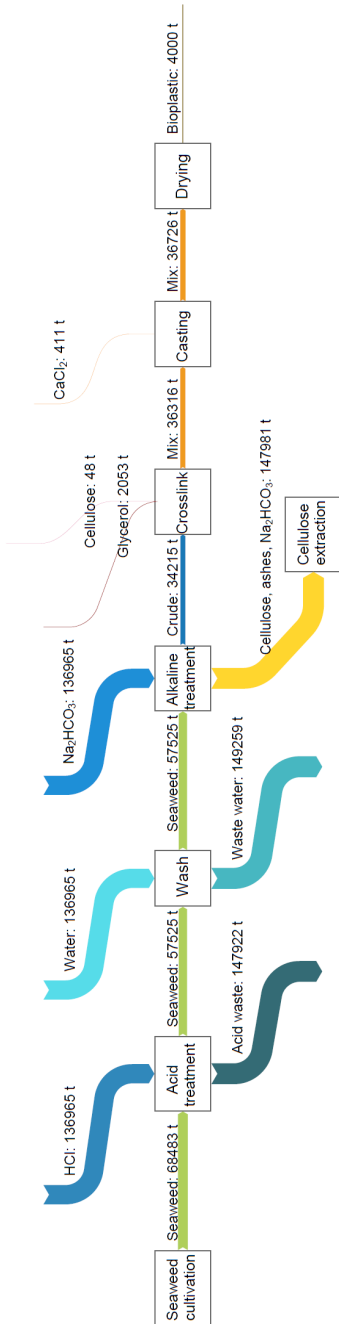 Seaweed
cultivation
Seaweed: 68483 t
HCl: 136965 t
Acid
treatment
Acid waste: 147922 t
Seaweed: 57525 t
Water: 136965 t
Wash
Waste water: 149259 t
Seaweed: 57525 t
Na₂HCO₃: 136965 t
Alkaline
treatment
Cellulose, ashes, Na₂HCO₃: 147981 t
Cellulose
extraction
Crude: 34215 t
Glycerol: 2053 t
Cellulose: 48 t
Crosslink
Mix: 36316 t
CaCl₂: 411 t
Casting
Mix: 36726 t
Drying
Bioplastic: 4000 t